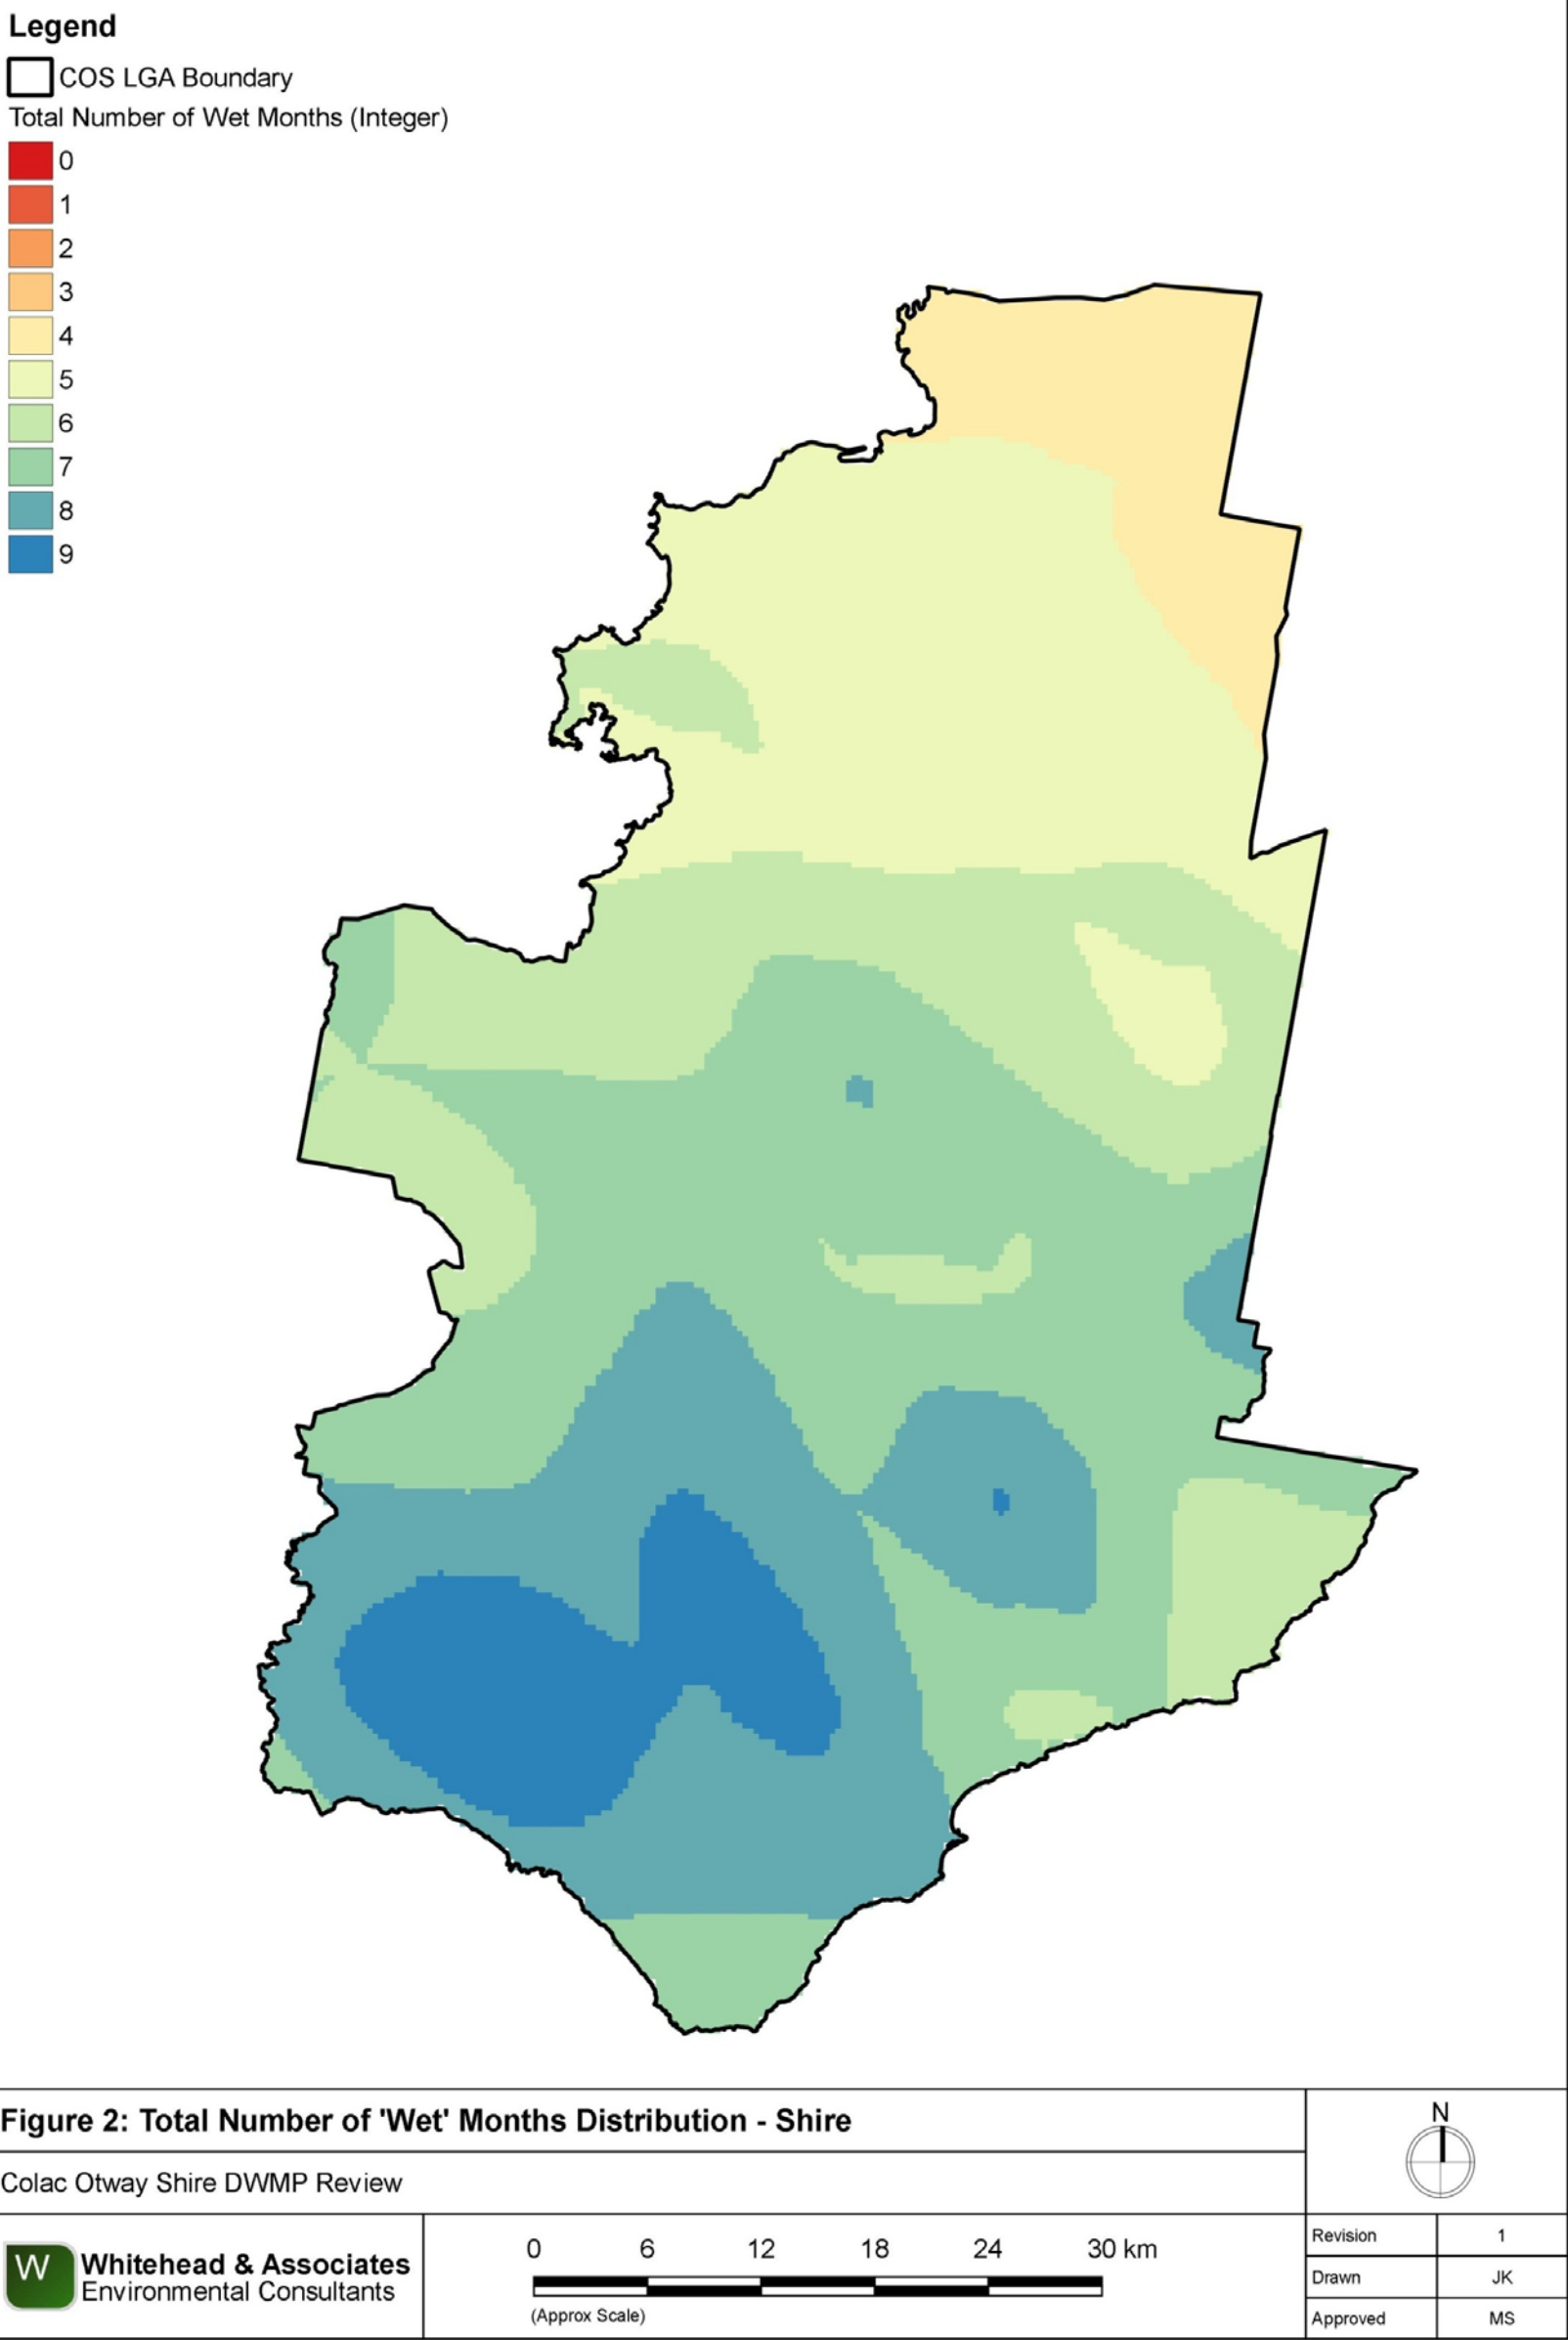 Legend
COS LGA Boundary
Total Number of Wet Months (Integer)
0
1
2
3
4
5
6
7
8
9
Figure 2: Total Number of 'Wet' Months Distribution - Shire
N
Colac Otway Shire DWMP Review
W
Whitehead & Associates
Environmental Consultants
0 6 12 18 24 30 km
(Approx Scale)
Revision 1
Drawn JK
Approved MS